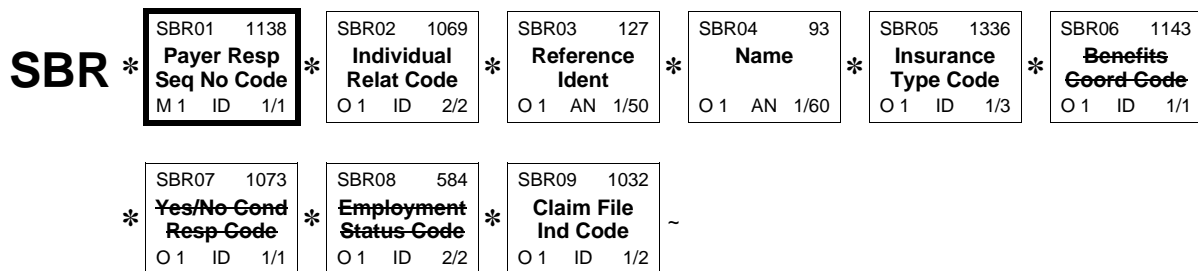 SBR * SBR01 1138 * SBR02 1069 * SBR03 127 * SBR04 93 * SBR05 1336 * SBR06 1143
Payer Resp Individual Reference Name Insurance Benefits
Seq No Code Relat Code Ident Type Code Coord Code
M 1 ID 1/1 O 1 ID 2/2 O 1 AN 1/50 O 1 AN 1/60 O 1 ID 1/3 O 1 ID 1/1
* SBR07 1073 * SBR08 584 * SBR09 1032 ~
Yes/No Cond Employment Claim File
Resp Code Status Code Ind Code
O 1 ID 1/1 O 1 ID 2/2 O 1 ID 1/2